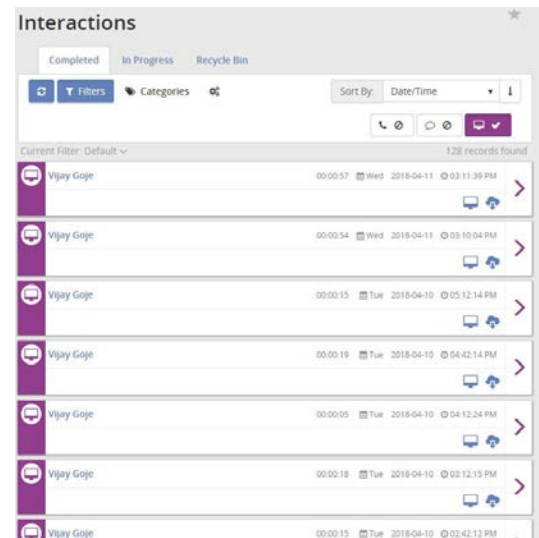 Interactions
Completed In Progress Recycle Bin
Filters Categories Sort By: Date/Time
Current Filter: Default 128 records found
Vijay Goje 00:00:57 Wed 2018-04-11 03:11:39 PM
Vijay Goje 00:00:54 Wed 2018-04-11 03:10:04 PM
Vijay Goje 00:00:15 Tue 2018-04-10 05:12:14 PM
Vijay Goje 00:00:19 Tue 2018-04-10 04:42:14 PM
Vijay Goje 00:00:05 Tue 2018-04-10 04:12:24 PM
Vijay Goje 00:00:18 Tue 2018-04-10 03:12:15 PM
Vijay Goje 00:00:15 Tue 2018-04-10 02:42:12 PM